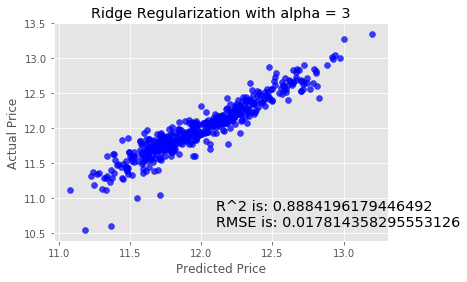 Ridge Regularization with alpha = 3
13.5
13.0
12.5
12.0
11.5
11.0
10.5
Actual Price
R^2 is: 0.8884196179446492
RMSE is: 0.017814358295553126
11.0 11.5 12.0 12.5 13.0
Predicted Price